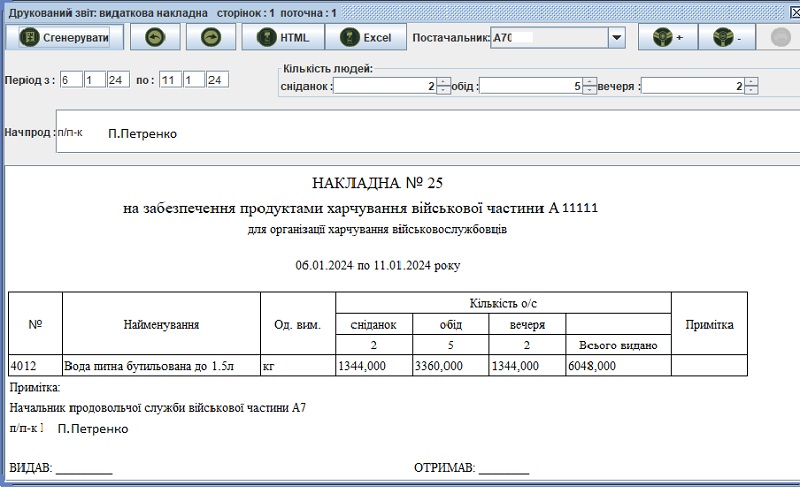 Друкований звіт: видаткова накладна сторінок : 1 поточна : 1
Сгенерувати HTML Excel Постачальник: А70 + -
Період з : 6 1 24 по : 11 1 24
Кількість людей:
сніданок : 2 обід : 5 вечеря : 2
Начпрод : п/п-к П.Петренко
НАКЛАДНА № 25
на забезпечення продуктами харчування військової частини А 11111
для організації харчування військовослужбовців
06.01.2024 по 11.01.2024 року
№ Найменування Од. вим. Кількість о/с Примітка
сніданок обід вечеря
2 5 2 Всього видано
4012 Вода питна бутильована до 1.5л кг 1344,000 3360,000 1344,000 6048,000
Примітка:
Начальник продовольчої служби військової частини А7
п/п-к П.Петренко
ВИДАВ: ________ ОТРИМАВ: ________